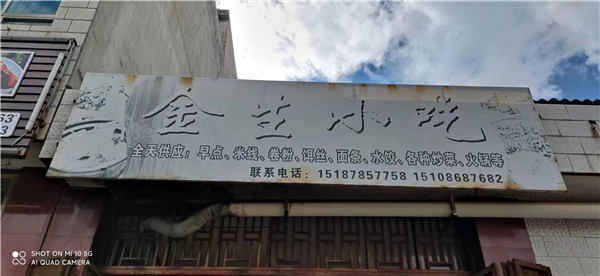 金生小吃
全天供应：早点、米线、卷粉、饵丝、面条、水饺、各种炒菜、火锅等
联系电话：15187857758 15108687682
63
3
SHOT ON MI 10 5G
AI QUAD CAMERA